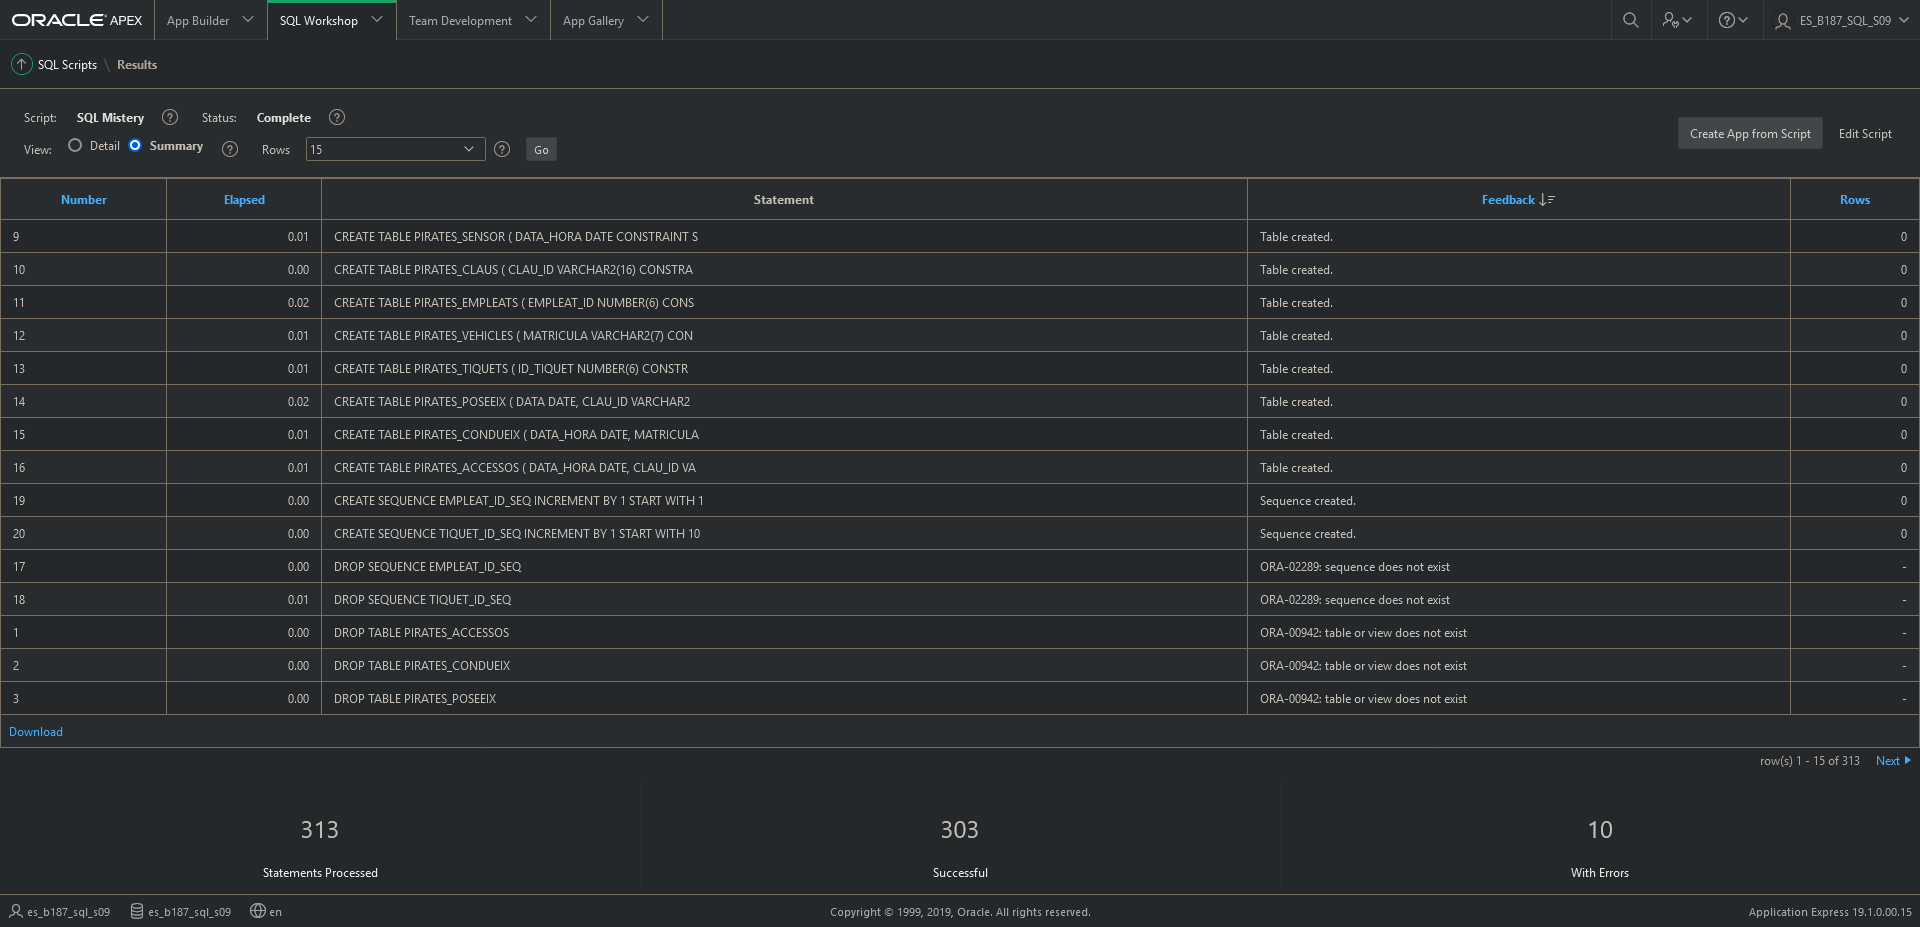 ORACLE APEX App Builder SQL Workshop Team Development App Gallery ES_B187_SQL_S09
SQL Scripts \ Results
Script: SQL Mistery ? Status: Complete ?
View: Detail Summary ? Rows 15 ? Go
Create App from Script Edit Script
Number Elapsed Statement Feedback Rows
9 0.01 CREATE TABLE PIRATES_SENSOR ( DATA_HORA DATE CONSTRAINT S Table created. 0
10 0.00 CREATE TABLE PIRATES_CLAUS ( CLAU_ID VARCHAR2(16) CONSTRA Table created. 0
11 0.02 CREATE TABLE PIRATES_EMPLEATS ( EMPLEAT_ID NUMBER(6) CONS Table created. 0
12 0.01 CREATE TABLE PIRATES_VEHICLES ( MATRICULA VARCHAR2(7) CON Table created. 0
13 0.01 CREATE TABLE PIRATES_TIQUETS ( ID_TIQUET NUMBER(6) CONSTR Table created. 0
14 0.02 CREATE TABLE PIRATES_POSEEIX ( DATA DATE, CLAU_ID VARCHAR2 Table created. 0
15 0.01 CREATE TABLE PIRATES_CONDUEIX ( DATA_HORA DATE, MATRICULA Table created. 0
16 0.01 CREATE TABLE PIRATES_ACCESSOS ( DATA_HORA DATE, CLAU_ID VA Table created. 0
19 0.00 CREATE SEQUENCE EMPLEAT_ID_SEQ INCREMENT BY 1 START WITH 1 Sequence created. 0
20 0.00 CREATE SEQUENCE TIQUET_ID_SEQ INCREMENT BY 1 START WITH 10 Sequence created. 0
17 0.00 DROP SEQUENCE EMPLEAT_ID_SEQ ORA-02289: sequence does not exist -
18 0.01 DROP SEQUENCE TIQUET_ID_SEQ ORA-02289: sequence does not exist -
1 0.00 DROP TABLE PIRATES_ACCESSOS ORA-00942: table or view does not exist -
2 0.00 DROP TABLE PIRATES_CONDUEIX ORA-00942: table or view does not exist -
3 0.00 DROP TABLE PIRATES_POSEEIX ORA-00942: table or view does not exist -
Download
row(s) 1 - 15 of 313 Next
313 303 10
Statements Processed Successful With Errors
es_b187_sql_s09 es_b187_sql_s09 en Copyright © 1999, 2019, Oracle. All rights reserved. Application Express 19.1.0.00.15